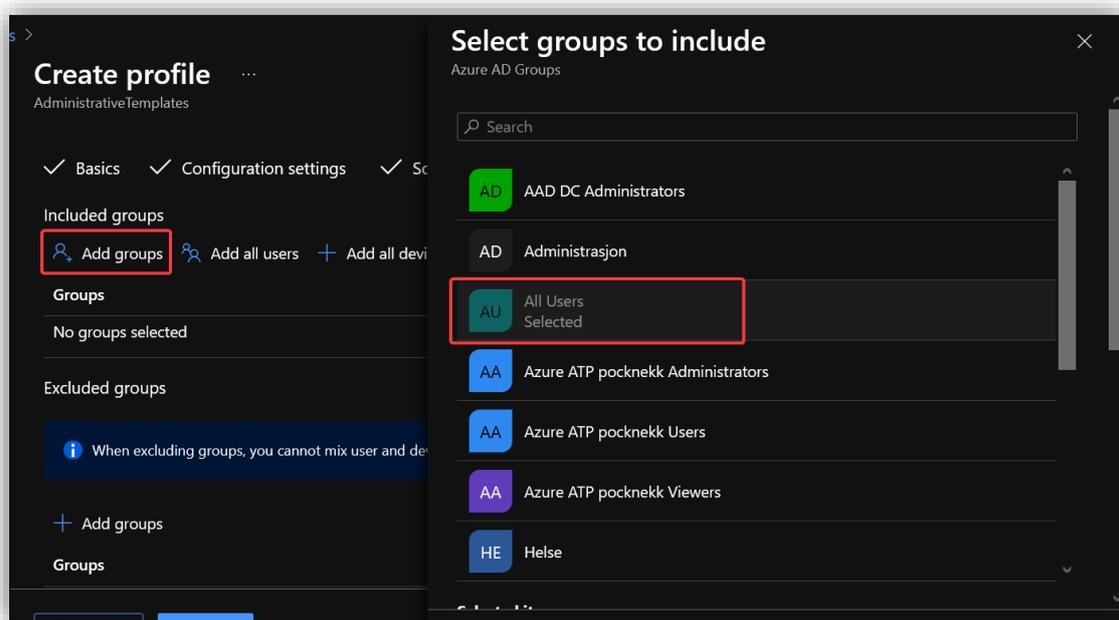 s
Create profile ...
AdministrativeTemplates
Basics
Configuration settings
Included groups
Add groups
Add all users
Add all devi
Groups
No groups selected
Excluded groups
When excluding groups, you cannot mix user and de
Add groups
Groups
Select groups to include
Azure AD Groups
Search
AD
AAD DC Administrators
AD
Administrasjon
AU
All Users
Selected
AA
Azure ATP pocknekk Administrators
AA
Azure ATP pocknekk Users
AA
Azure ATP pocknekk Viewers
HE
Helse